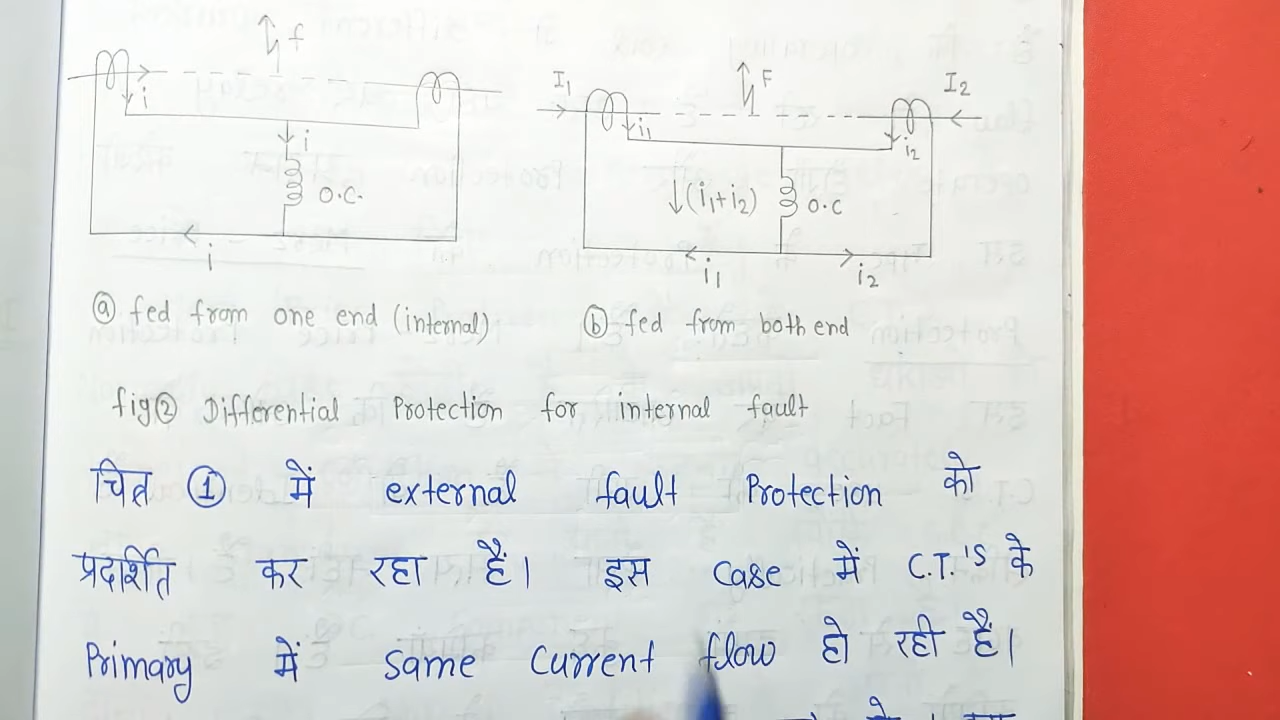 f
i
i
O.C.
i
I1 F I2
i1 i2
(i1+i2) O.C
i1 i2
ⓐ fed from one end (internal)
ⓑ fed from both end
fig② Differential Protection for internal fault
चित्र ① में external fault Protection को
प्रदर्शित कर रहा हैं। इस Case में C.T.'S के
Primary में same Current flow हो रही हैं।